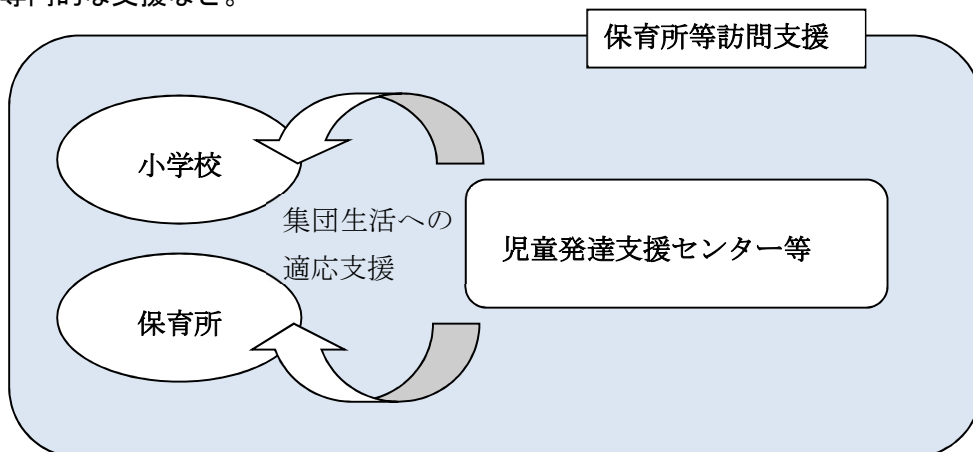 専門的な支援など。
保育所等訪問支援
小学校
集団生活への
適応支援
児童発達支援センター等
保育所